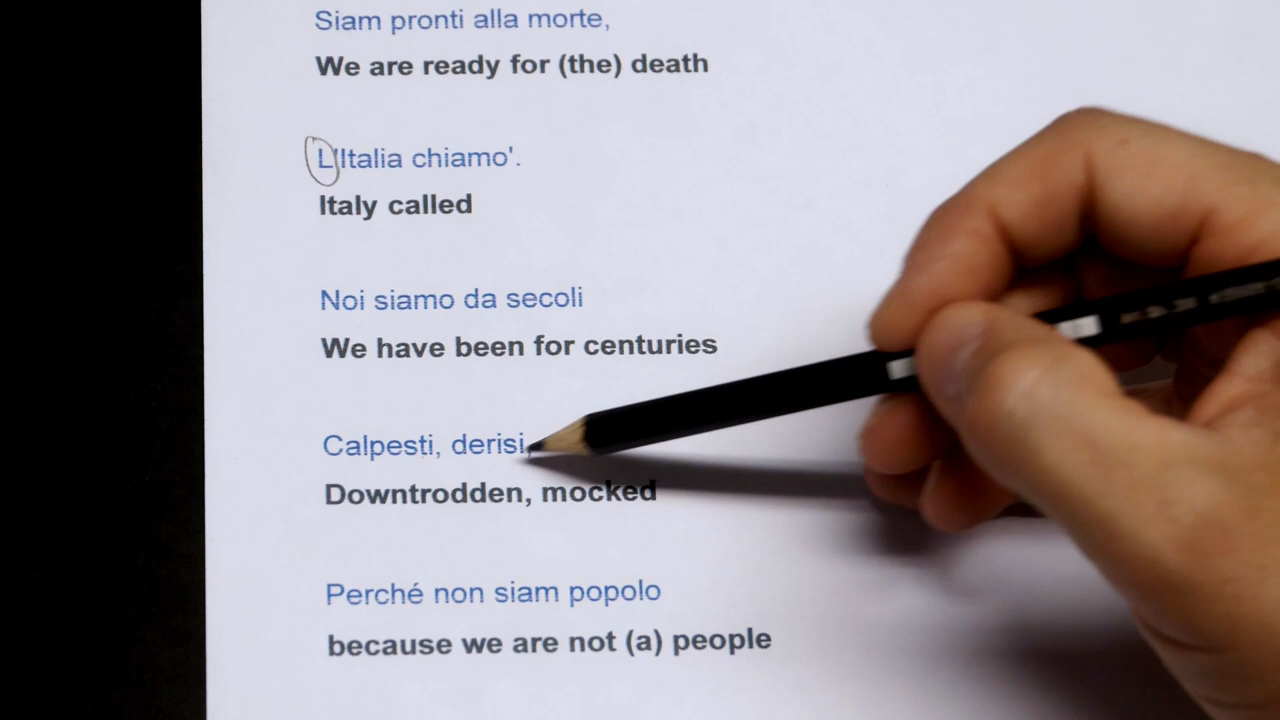 Siam pronti alla morte,
We are ready for (the) death
L'Italia chiamo'.
Italy called
Noi siamo da secoli
We have been for centuries
Calpesti, derisi,
Downtrodden, mocked
Perché non siam popolo
because we are not (a) people